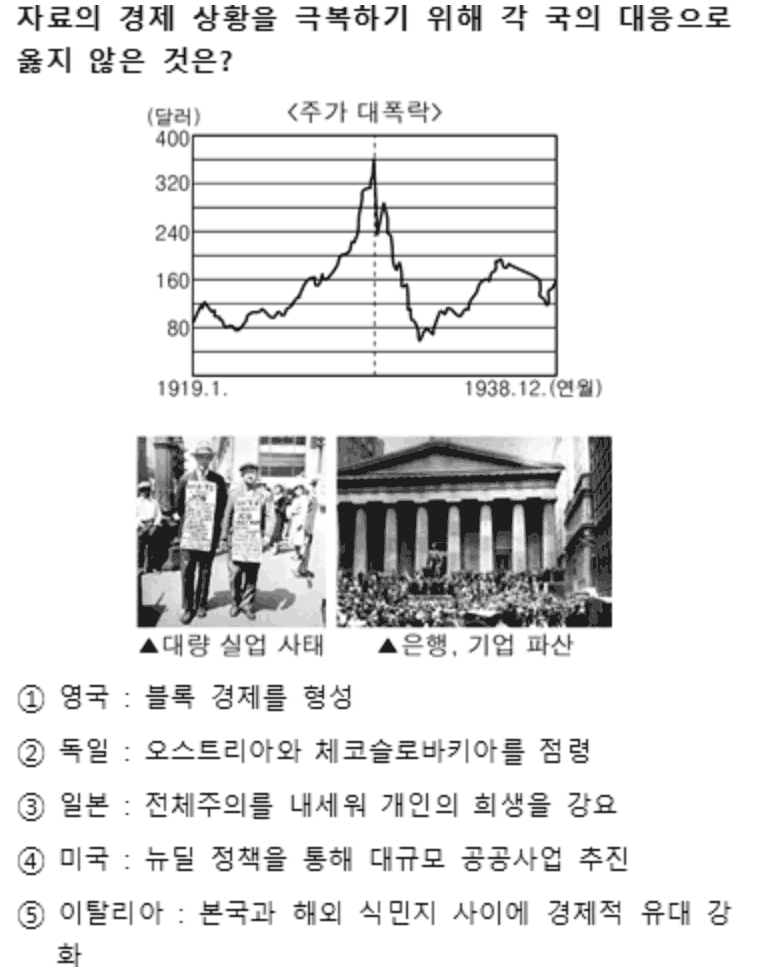 자료의 경제 상황을 극복하기 위해 각 국의 대응으로
옳지 않은 것은?
(달러)
<주가 대폭락>
400
320
240
160
80
1919.1.
1938.12.(연월)
▲대량 실업 사태
▲은행, 기업 파산
① 영국 : 블록 경제를 형성
② 독일 : 오스트리아와 체코슬로바키아를 점령
③ 일본 : 전체주의를 내세워 개인의 희생을 강요
④ 미국 : 뉴딜 정책을 통해 대규모 공공사업 추진
⑤ 이탈리아 : 본국과 해외 식민지 사이에 경제적 유대 강
화